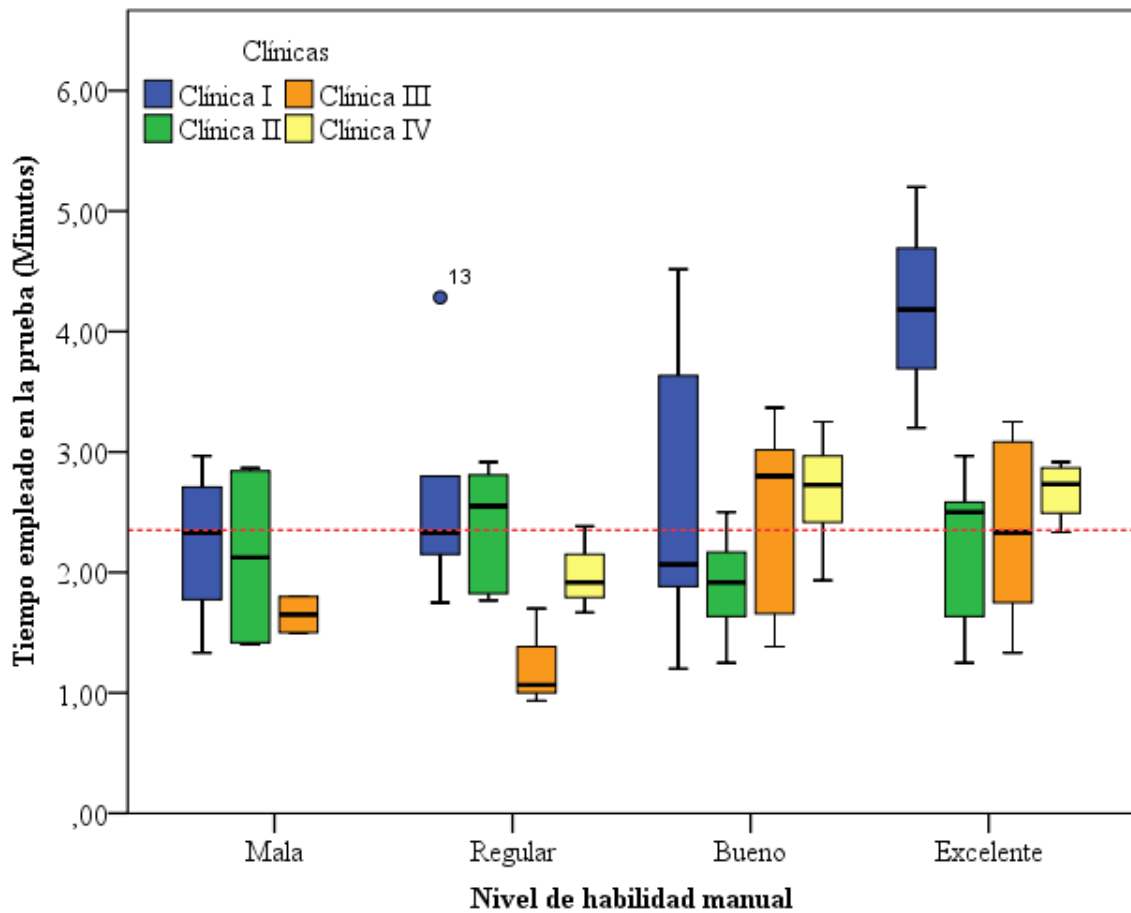 Clínicas
Clínica I Clínica III
Clínica II Clínica IV
Tiempo empleado en la prueba (Minutos)
6,00
5,00
4,00
3,00
2,00
1,00
,00
13
Mala Regular Bueno Excelente
Nivel de habilidad manual